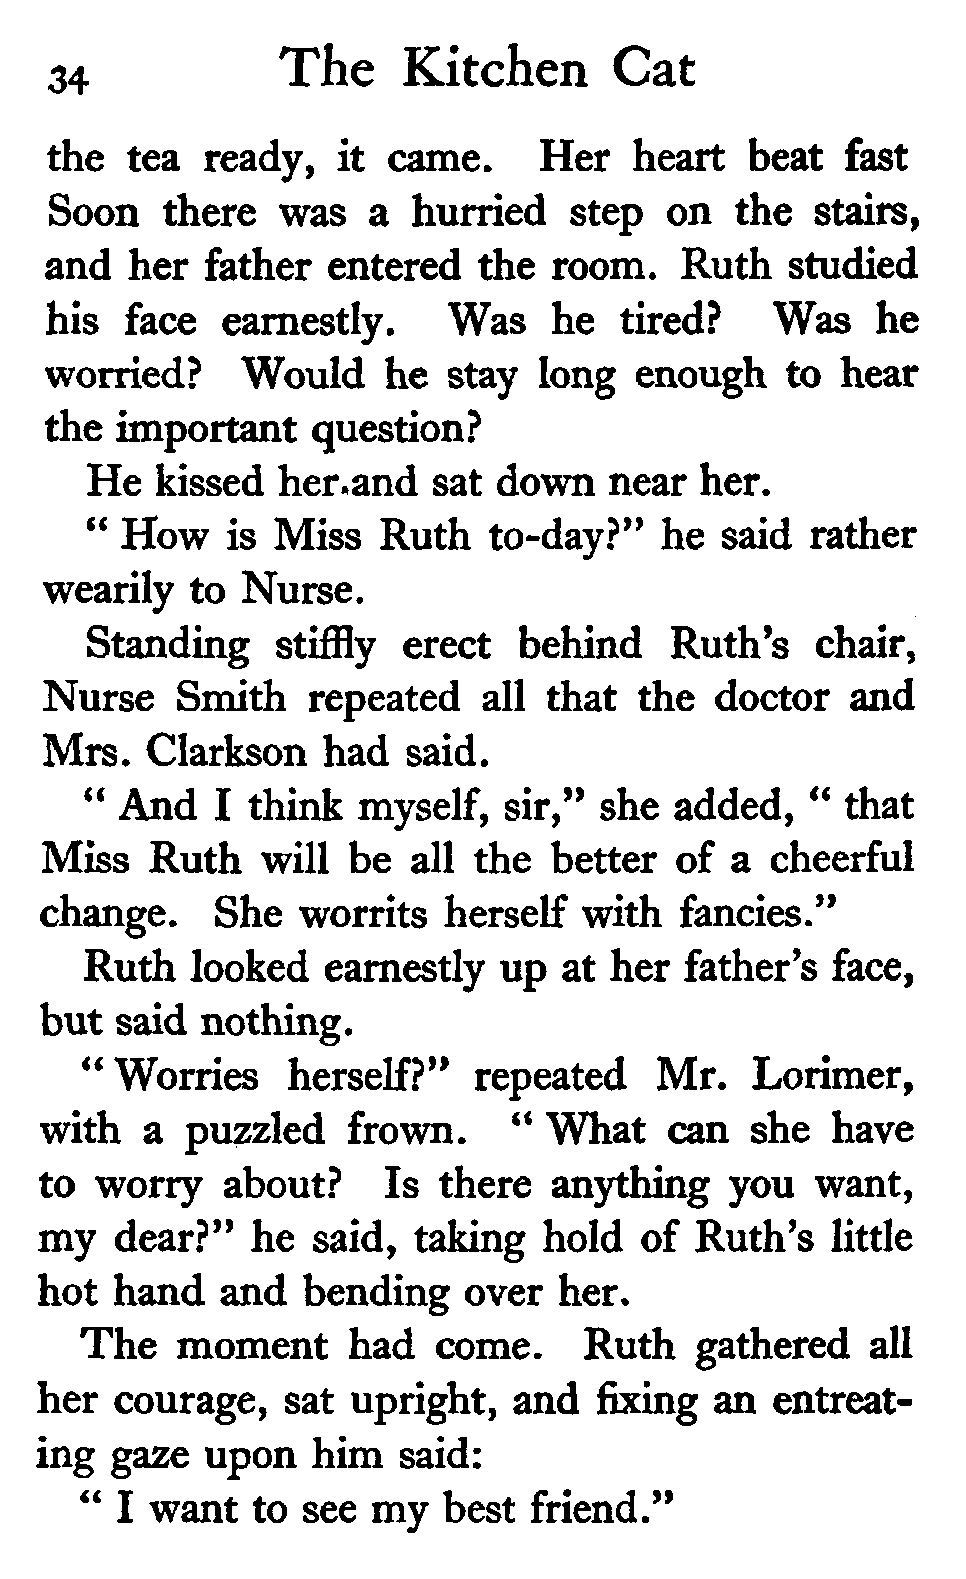 34 The Kitchen Cat
the tea ready, it came. Her heart beat fast
Soon there was a hurried step on the stairs,
and her father entered the room. Ruth studied
his face earnestly. Was he tired? Was he
worried? Would he stay long enough to hear
the important question?
He kissed her.and sat down near her.
“ How is Miss Ruth to-day?” he said rather
wearily to Nurse.
Standing stiffly erect behind Ruth’s chair,
Nurse Smith repeated all that the doctor and
Mrs. Clarkson had said.
“ And I think myself, sir,” she added, “ that
Miss Ruth will be all the better of a cheerful
change. She worrits herself with fancies.”
Ruth looked earnestly up at her father’s face,
but said nothing.
“ Worries herself?” repeated Mr. Lorimer,
with a puzzled frown. “ What can she have
to worry about? Is there anything you want,
my dear?” he said, taking hold of Ruth’s little
hot hand and bending over her.
The moment had come. Ruth gathered all
her courage, sat upright, and fixing an entreat-
ing gaze upon him said:
“ I want to see my best friend.”